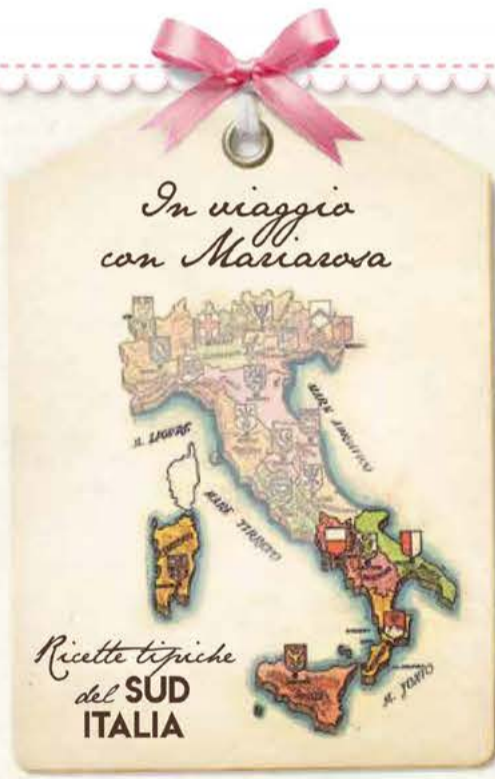 In viaggio
con Mariarosa
MARE ADRIATICO
M. LIGURE
MARE TIRRENO
M. JONIO
Ricette tipiche
del SUD
ITALIA